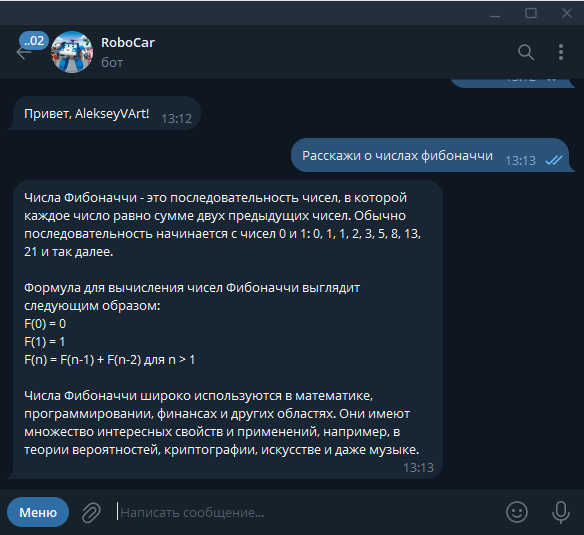 ..02
RoboCar
бот
Привет, AlekseyVArt!
13:12
Расскажи о числах фибоначчи
13:13
Числа Фибоначчи - это последовательность чисел, в которой
каждое число равно сумме двух предыдущих чисел. Обычно
последовательность начинается с чисел 0 и 1: 0, 1, 1, 2, 3, 5, 8, 13,
21 и так далее.
Формула для вычисления чисел Фибоначчи выглядит
следующим образом:
F(0) = 0
F(1) = 1
F(n) = F(n-1) + F(n-2) для n > 1
Числа Фибоначчи широко используются в математике,
программировании, финансах и других областях. Они имеют
множество интересных свойств и применений, например, в
теории вероятностей, криптографии, искусстве и даже музыке.
13:13
Меню
Написать сообщение...